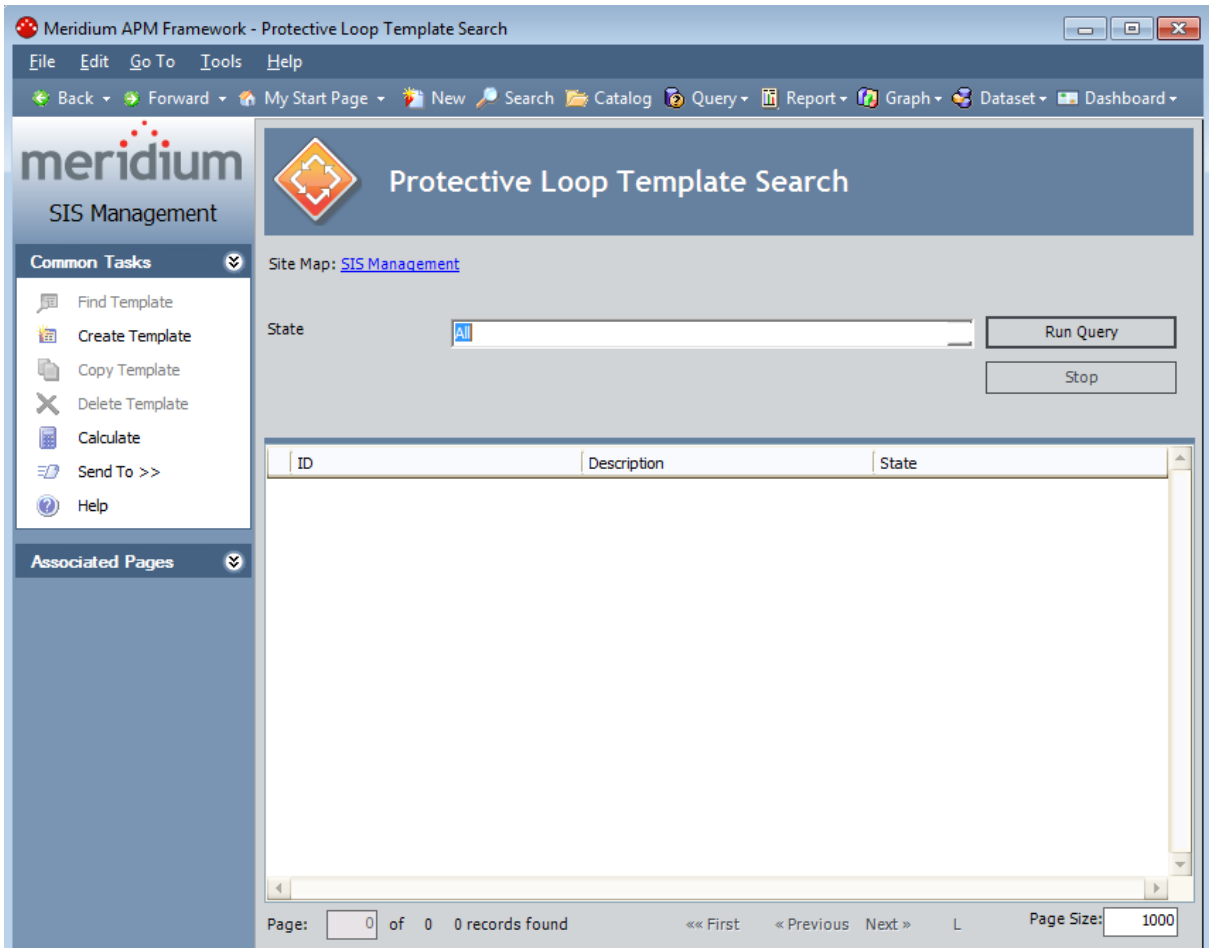 Meridium APM Framework - Protective Loop Template Search
File Edit Go To Tools Help
Back Forward My Start Page New Search Catalog Query Report Graph Dataset Dashboard
meridium
SIS Management
Protective Loop Template Search
Common Tasks
Find Template
Create Template
Copy Template
Delete Template
Calculate
Send To >>
Help
Associated Pages
Site Map: SIS Management
State All Run Query
Stop
ID Description State
Page: 0 of 0 0 records found «« First « Previous Next » L Page Size: 1000